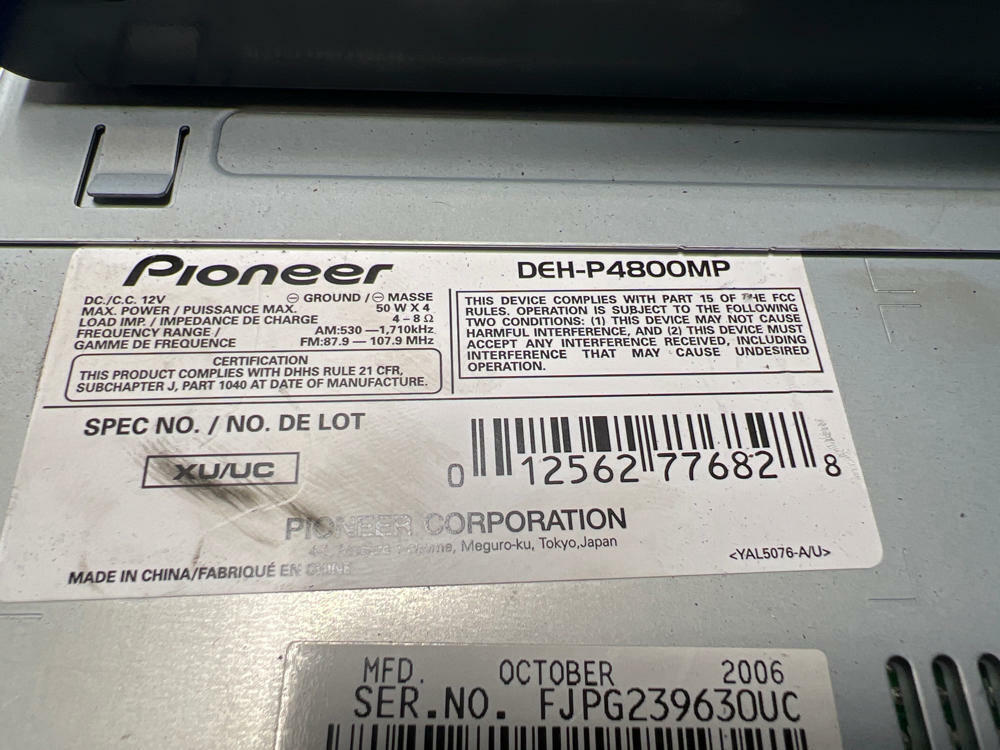 Pioneer
DEH-P4800MP
DC./C.C. 12V ⊖ GROUND / ⊖ MASSE
MAX. POWER / PUISSANCE MAX. 50 W X 4
LOAD IMP. / IMPEDANCE DE CHARGE 4 – 8 Ω
FREQUENCY RANGE / AM:530 —1,710kHz
GAMME DE FREQUENCE FM:87.9 — 107.9 MHz
CERTIFICATION
THIS PRODUCT COMPLIES WITH DHHS RULE 21 CFR,
SUBCHAPTER J, PART 1040 AT DATE OF MANUFACTURE.
THIS DEVICE COMPLIES WITH PART 15 OF THE FCC
RULES. OPERATION IS SUBJECT TO THE FOLLOWING
TWO CONDITIONS: (1) THIS DEVICE MAY NOT CAUSE
HARMFUL INTERFERENCE, AND (2) THIS DEVICE MUST
ACCEPT ANY INTERFERENCE RECEIVED, INCLUDING
INTERFERENCE THAT MAY CAUSE UNDESIRED
OPERATION.
SPEC NO. / NO. DE LOT
XU/UC
0 12562 77682 8
PIONEER CORPORATION
Meguro-ku, Tokyo,Japan
<YAL5076-A/U>
MADE IN CHINA/FABRIQUÉ EN CHINE
MFD. OCTOBER 2006
SER.NO. FJPG239630UC